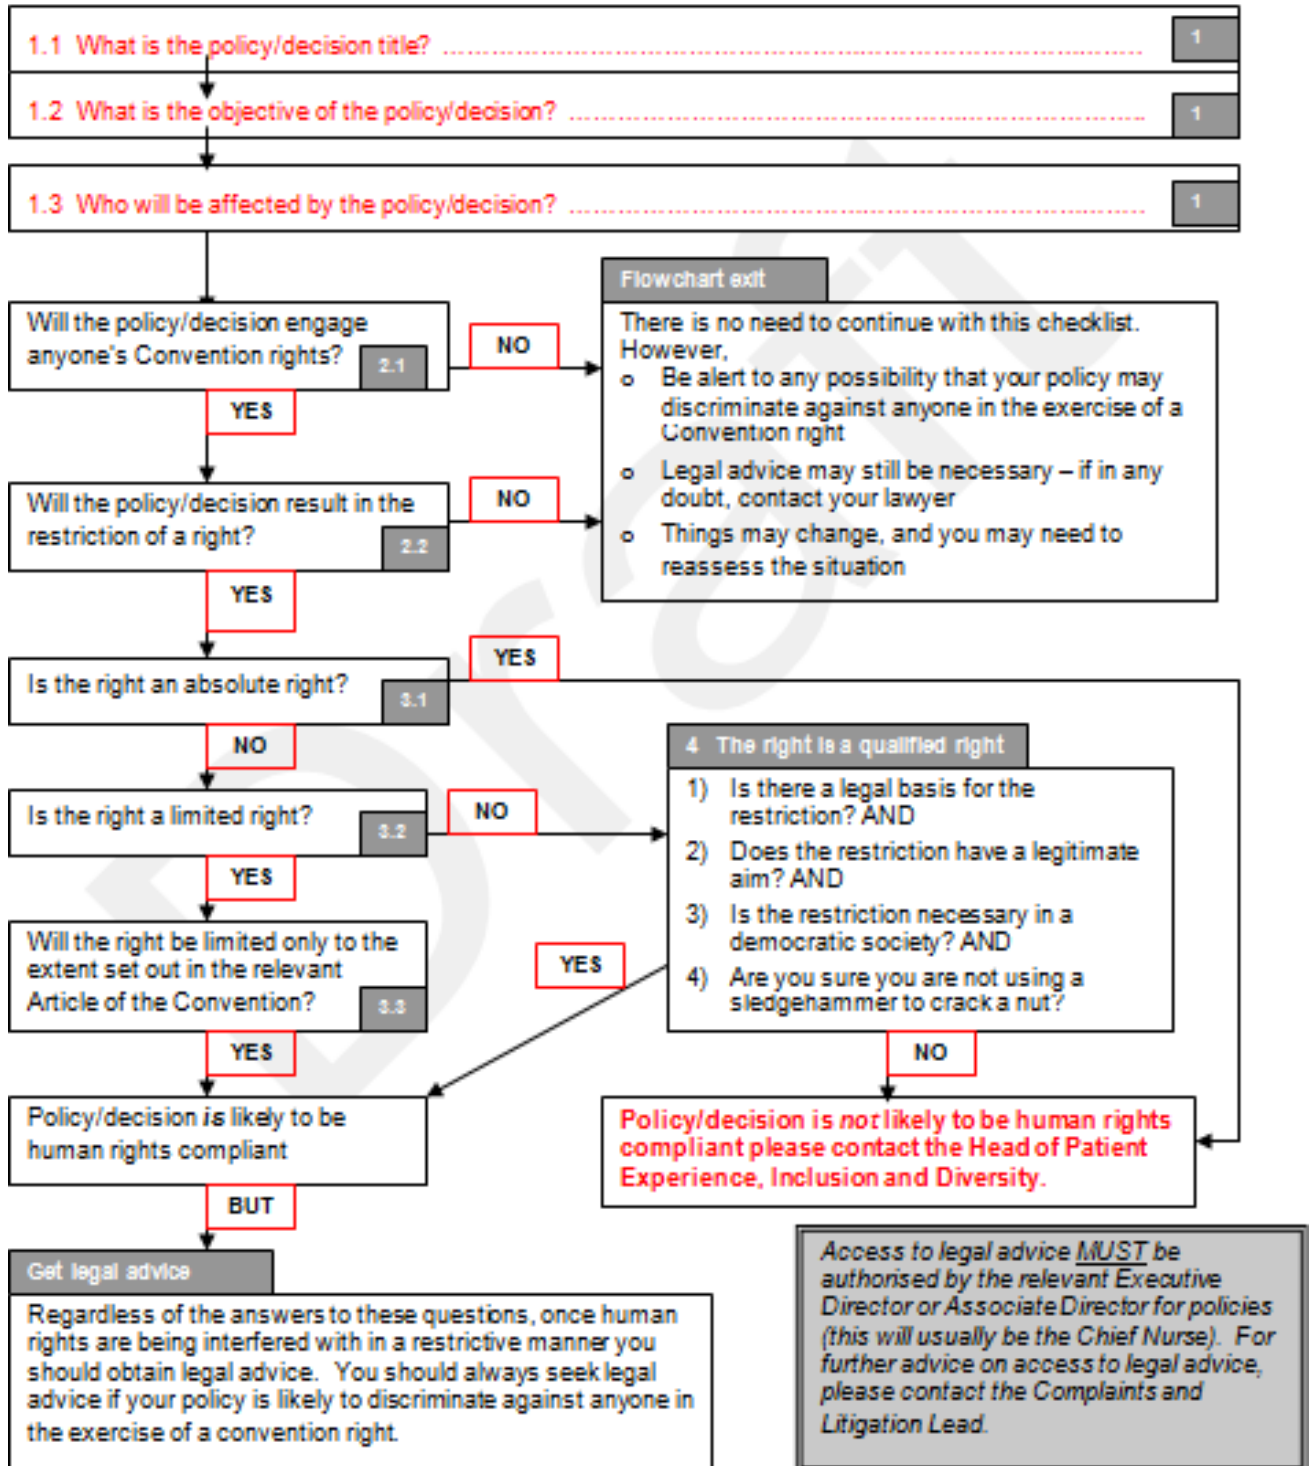 1.1 What is the policy/decision title? ……………………………………………………………………………
1
1.2 What is the objective of the policy/decision? ……………………………………………………………..
1
1.3 Who will be affected by the policy/decision? ……………………………………………………………..
1
Will the policy/decision engage
anyone's Convention rights?
2.1
NO
YES
Flowchart exit
There is no need to continue with this checklist.
However,
o Be alert to any possibility that your policy may
discriminate against anyone in the exercise of a
Convention right
o Legal advice may still be necessary – if in any
doubt, contact your lawyer
o Things may change, and you may need to
reassess the situation
Will the policy/decision result in the
restriction of a right?
2.2
NO
YES
Is the right an absolute right?
3.1
YES
NO
Is the right a limited right?
3.2
NO
YES
4 The right is a qualified right
1) Is there a legal basis for the
restriction? AND
2) Does the restriction have a legitimate
aim? AND
3) Is the restriction necessary in a
democratic society? AND
4) Are you sure you are not using a
sledgehammer to crack a nut?
YES
NO
Will the right be limited only to the
extent set out in the relevant
Article of the Convention?
3.3
YES
Policy/decision is likely to be
human rights compliant
BUT
Policy/decision is not likely to be human rights
compliant please contact the Head of Patient
Experience, Inclusion and Diversity.
Get legal advice
Regardless of the answers to these questions, once human
rights are being interfered with in a restrictive manner you
should obtain legal advice. You should always seek legal
advice if your policy is likely to discriminate against anyone in
the exercise of a convention right.
Access to legal advice MUST be
authorised by the relevant Executive
Director or Associate Director for policies
(this will usually be the Chief Nurse). For
further advice on access to legal advice,
please contact the Complaints and
Litigation Lead.
Draft